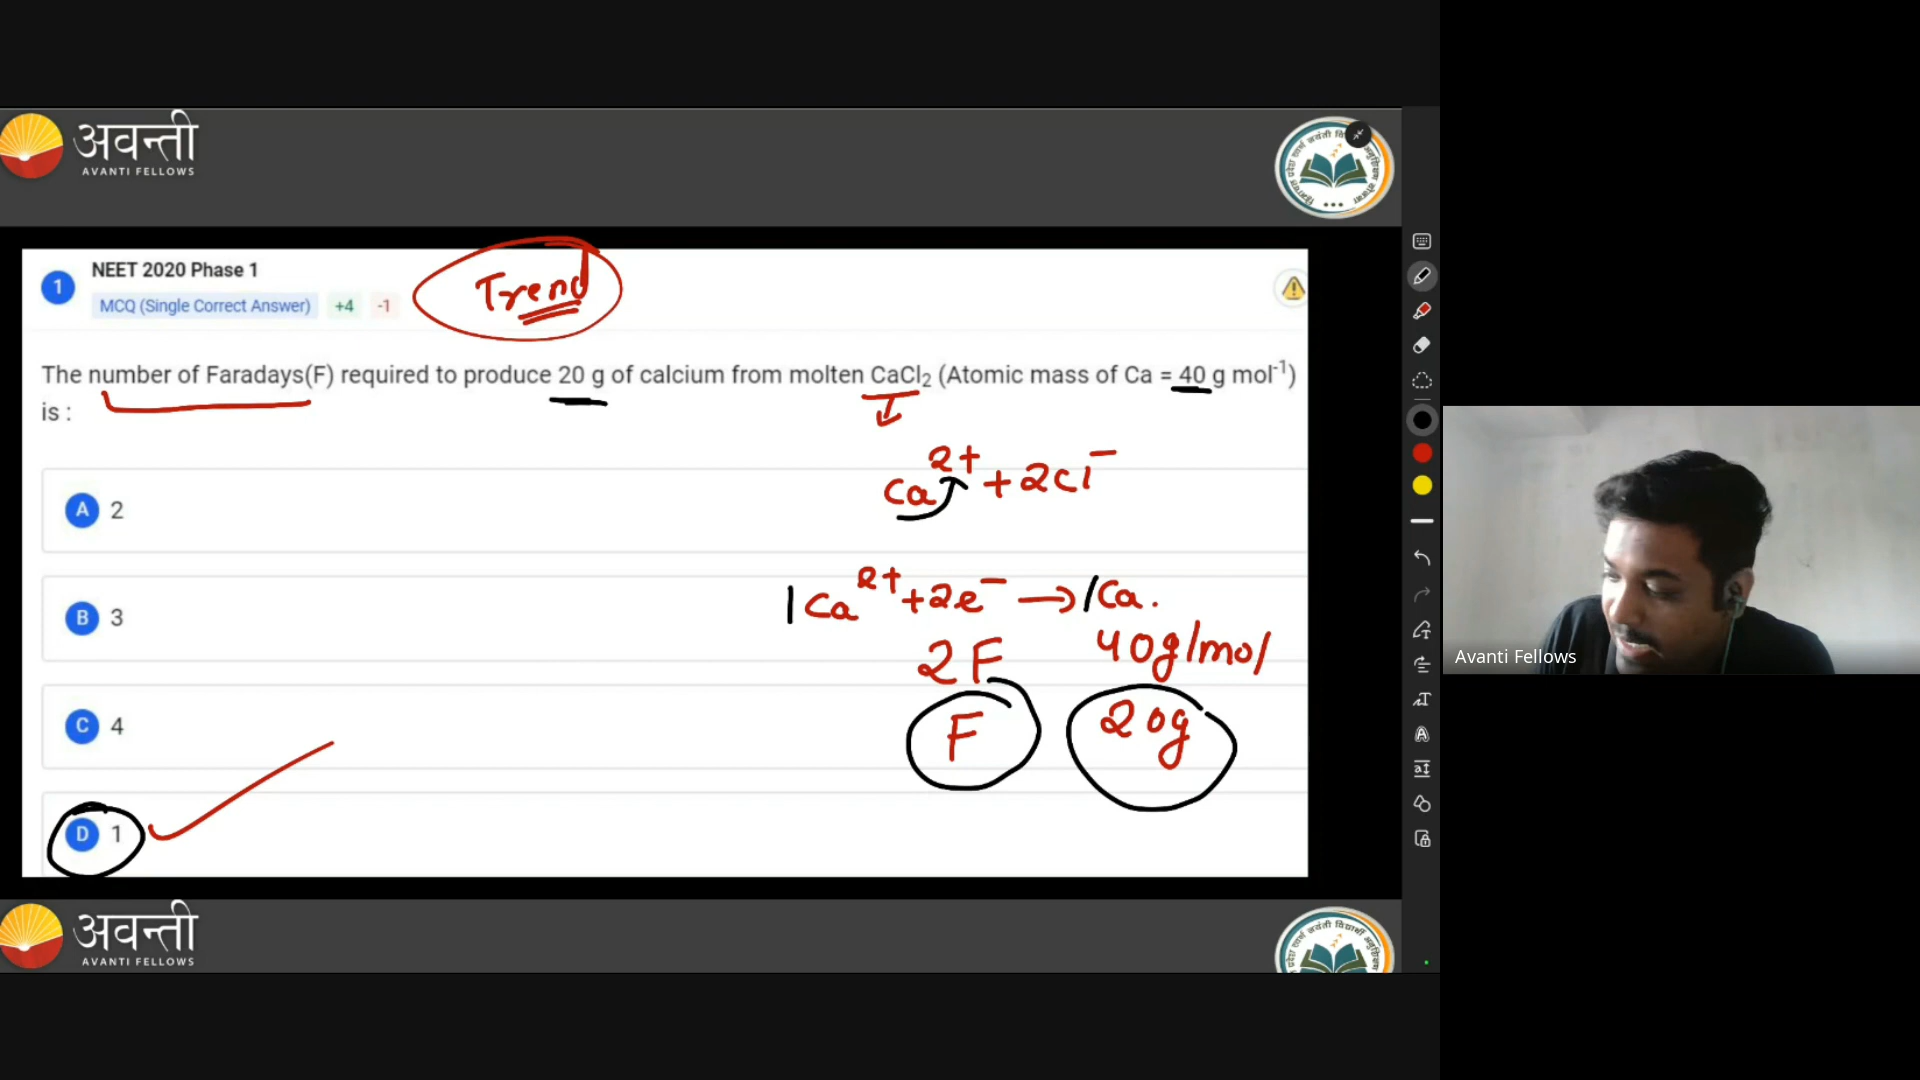 अवन्ती
AVANTI FELLOWS
1
NEET 2020 Phase 1
MCQ (Single Correct Answer) +4 -1
Trend
The number of Faradays(F) required to produce 20 g of calcium from molten CaCl₂ (Atomic mass of Ca = 40 g mol⁻¹)
is :
Ca²⁺ + 2Cl⁻
A 2
B 3
1Ca²⁺ + 2e⁻ → 1Ca.
2F 40g/mol
C 4
F 20g
D 1
Avanti Fellows
अवन्ती
AVANTI FELLOWS